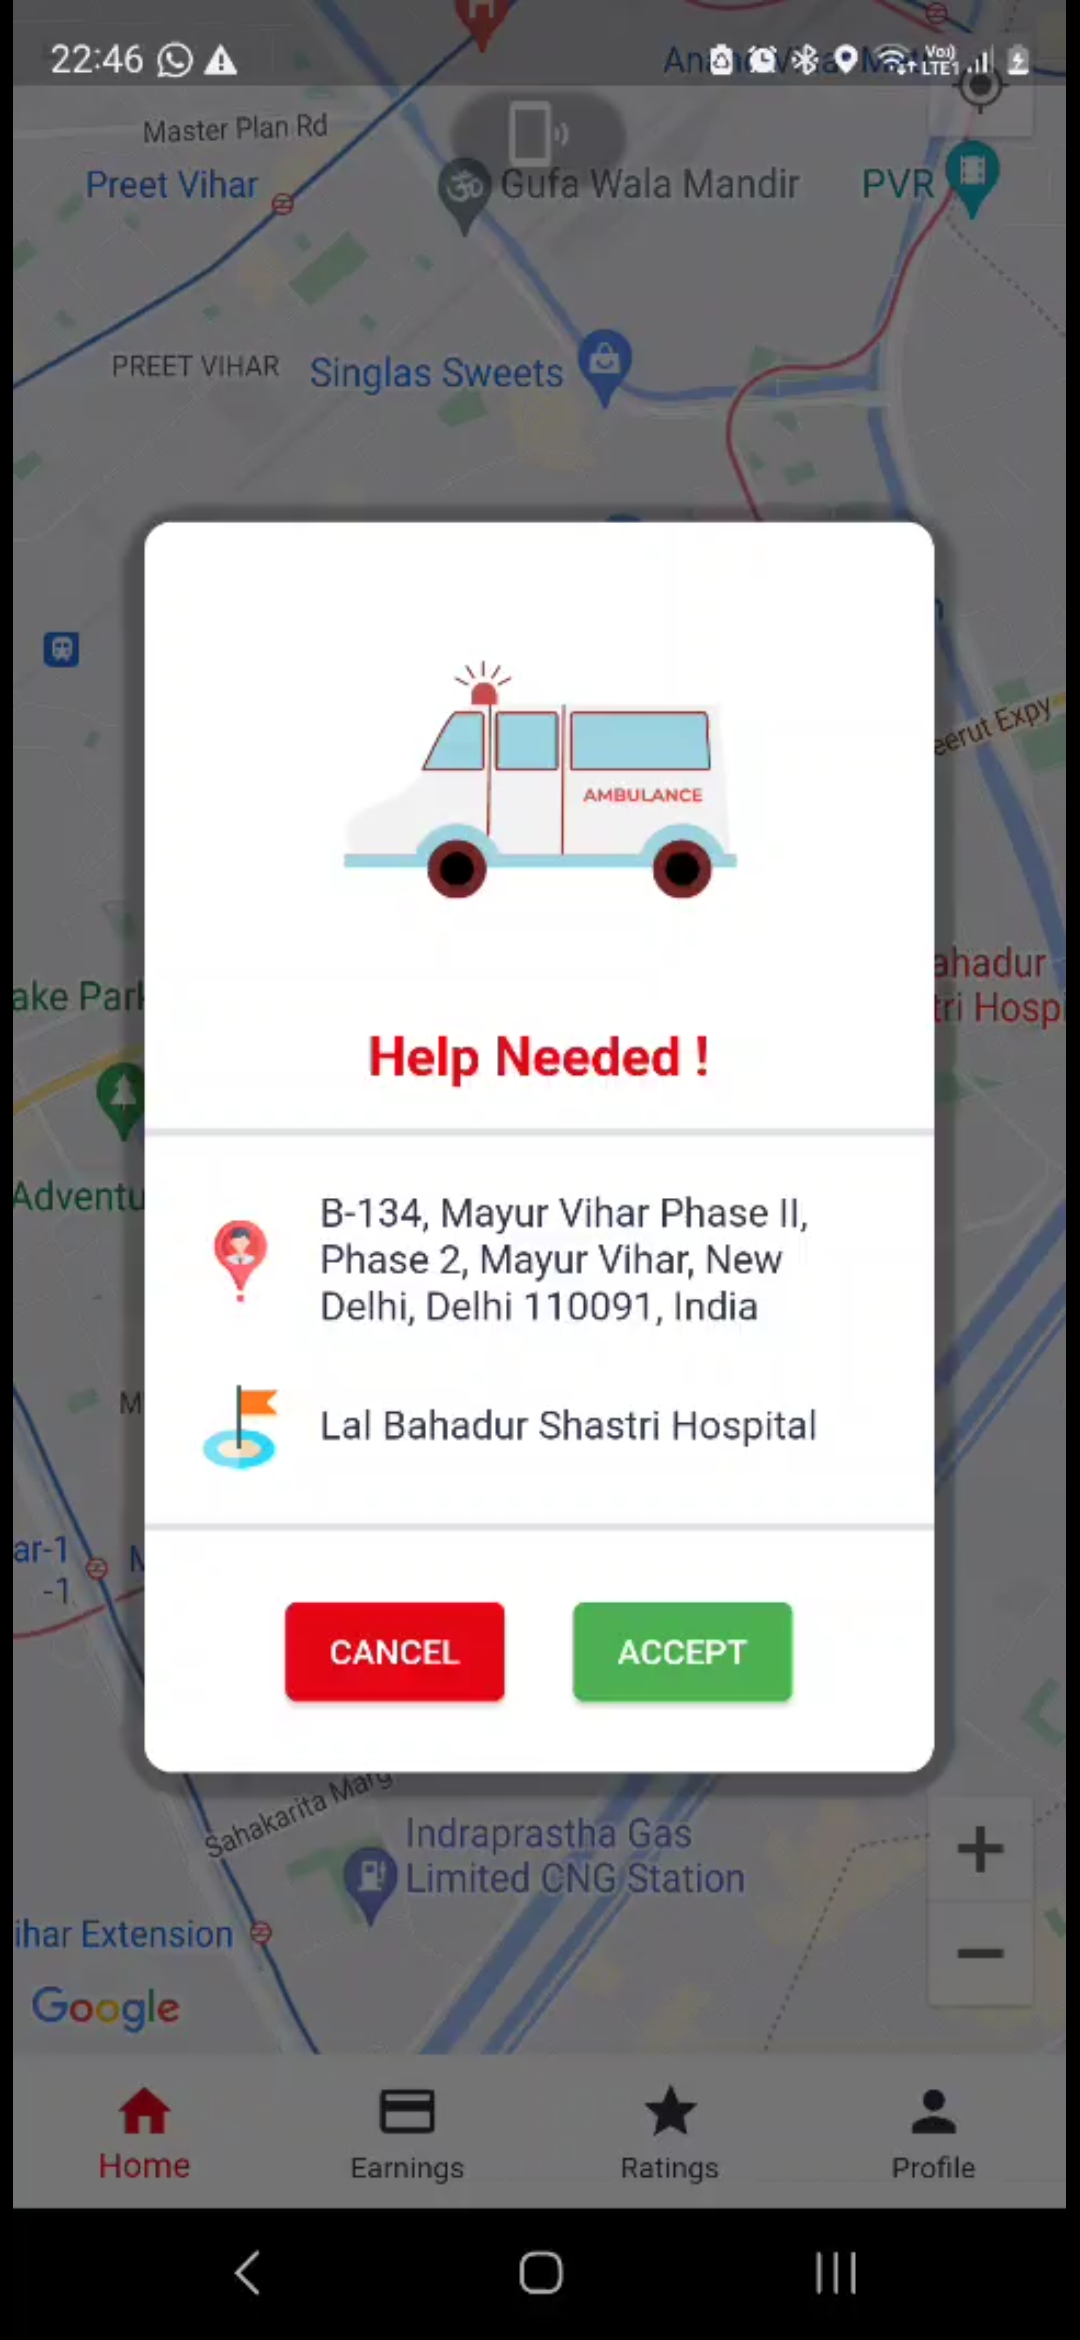 22:46
Vo))
LTE1
Master Plan Rd
Preet Vihar
Gufa Wala Mandir
PVR
PREET VIHAR
Singlas Sweets
eerut Expy
AMBULANCE
ahadur
tri Hospi
ake Park
Help Needed !
Adventu
B-134, Mayur Vihar Phase II,
Phase 2, Mayur Vihar, New
Delhi, Delhi 110091, India
Lal Bahadur Shastri Hospital
ar-1
-1
CANCEL
ACCEPT
Sahakarita Marg
Indraprastha Gas
Limited CNG Station
ihar Extension
Google
Home
Earnings
Ratings
Profile